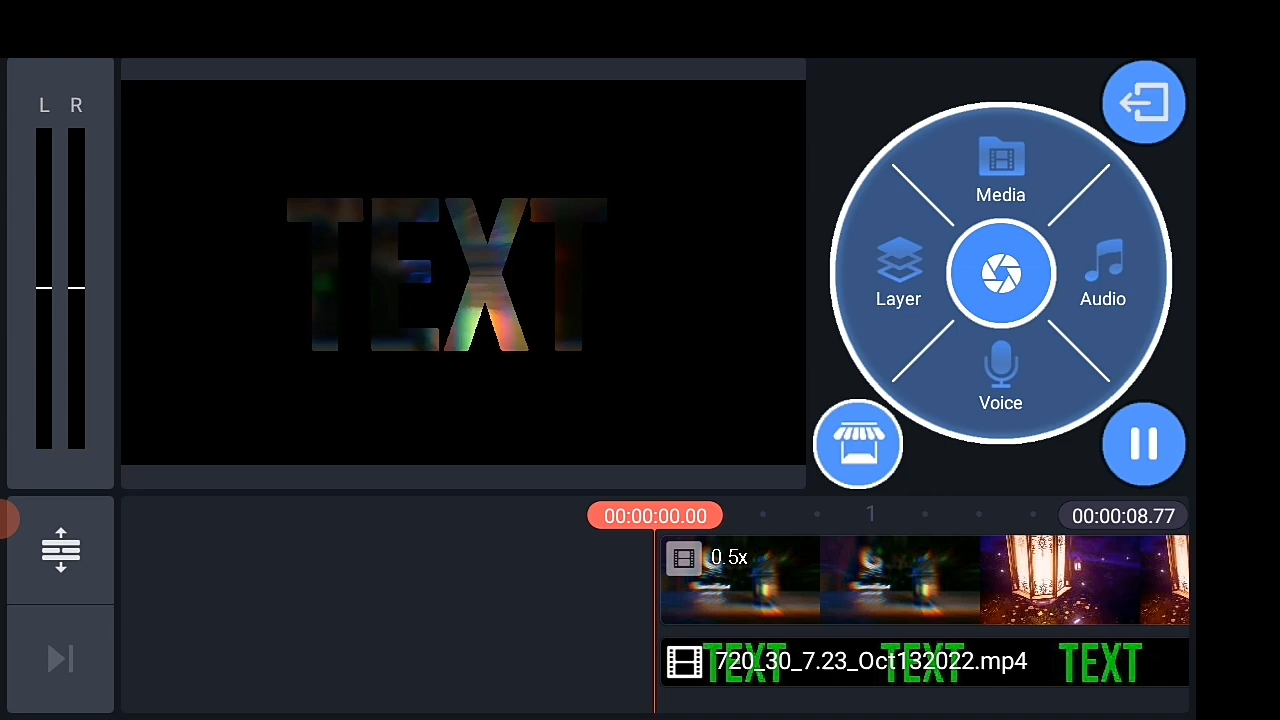 L R
TEXT
Media
Layer
Audio
Voice
00:00:00.00
1
00:00:08.77
0.5x
TEXT TEXT TEXT
720_30_7.23_Oct132022.mp4